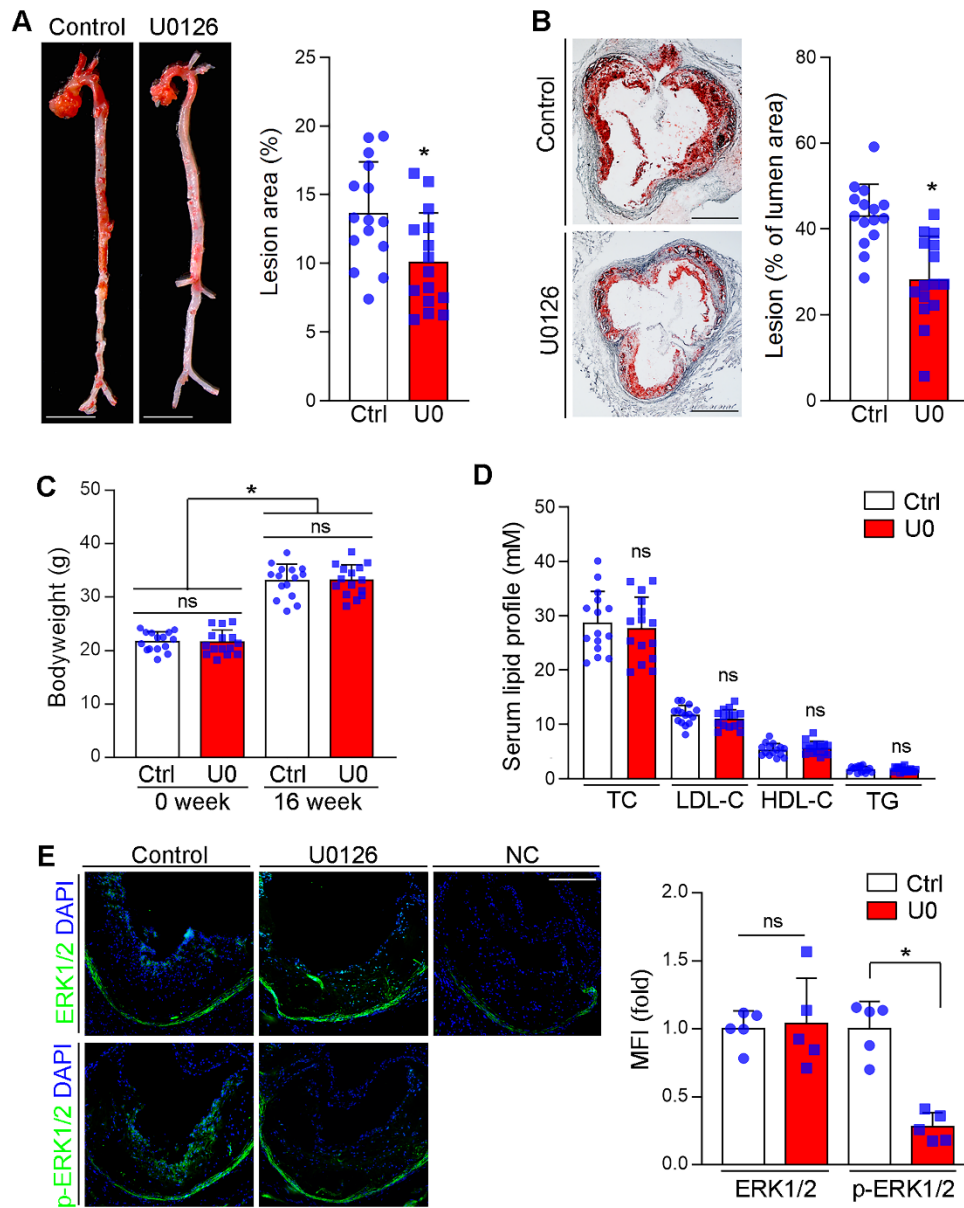 A
Control
U0126
Lesion area (%)
25
20
15
10
5
0
*
Ctrl
U0
B
Control
U0126
Lesion (% of lumen area)
80
60
40
20
0
*
Ctrl
U0
C
Bodyweight (g)
50
40
30
20
10
0
*
ns
ns
Ctrl
U0
Ctrl
U0
0 week
16 week
D
Serum lipid profile (mM)
50
40
30
20
10
0
Ctrl
U0
ns
ns
ns
ns
TC
LDL-C
HDL-C
TG
E
Control
U0126
NC
ERK1/2 DAPI
p-ERK1/2 DAPI
MFI (fold)
2.0
1.5
1.0
0.5
0.0
Ctrl
U0
ns
*
ERK1/2
p-ERK1/2